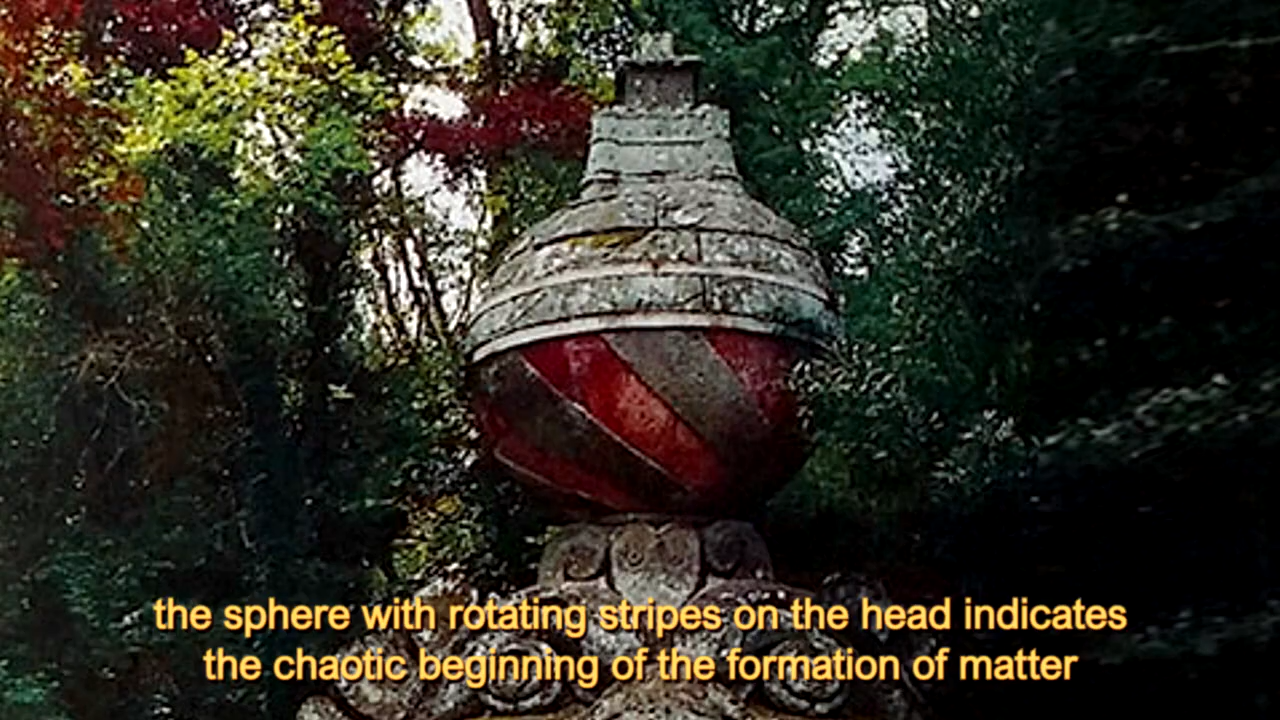 the sphere with rotating stripes on the head indicates
the chaotic beginning of the formation of matter